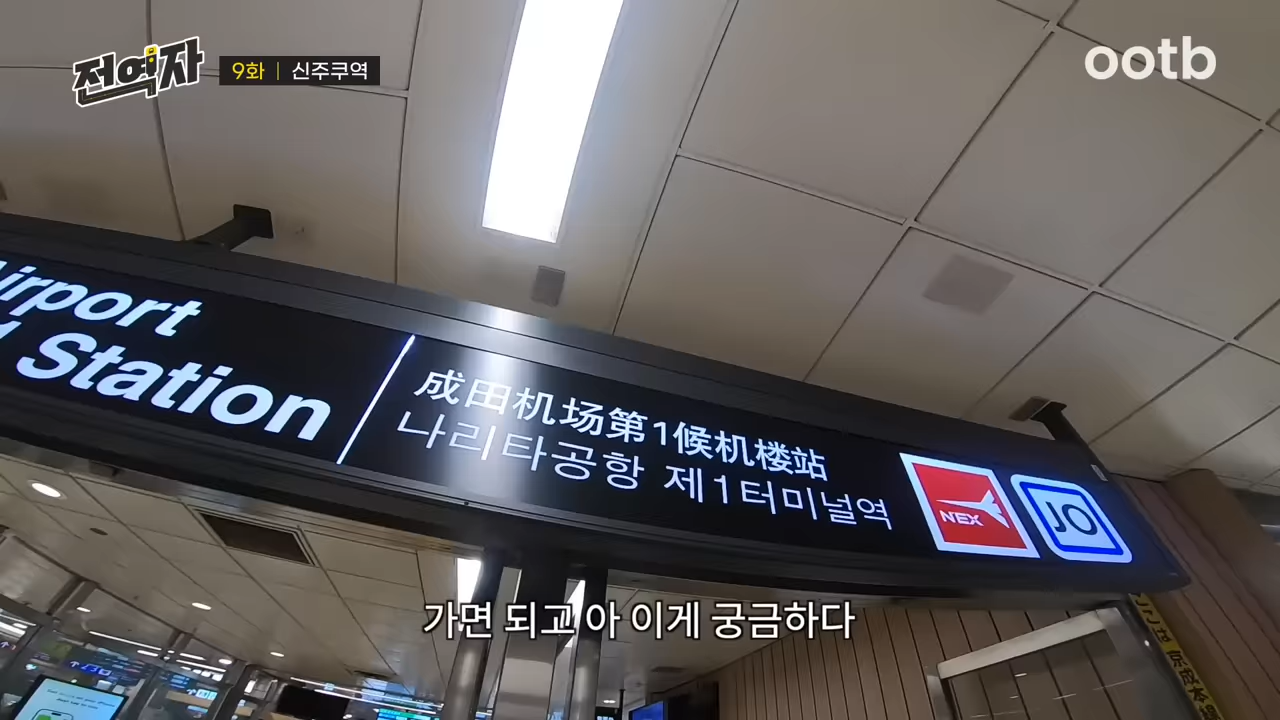 전역자
9화 | 신주쿠역
ootb
Airport
1 Station
成田机场第1候机楼站
나리타공항 제1터미널역
NEX
JO
가면 되고 아 이게 궁금하다